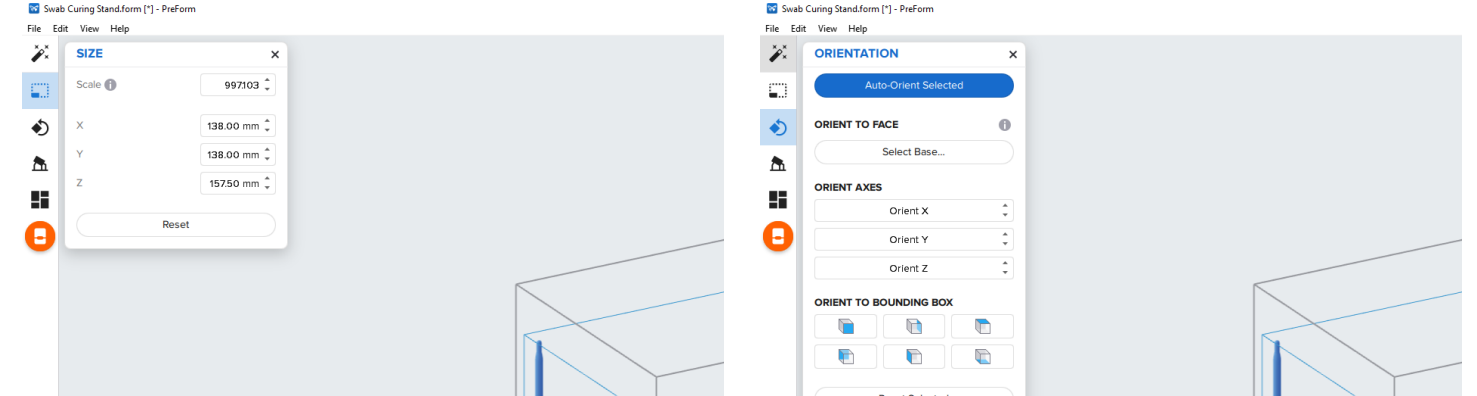 Swab Curing Stand.form [*] - PreForm
File Edit View Help
SIZE
Scale
997.103
X
138.00 mm
Y
138.00 mm
Z
157.50 mm
Reset
Swab Curing Stand.form [*] - PreForm
File Edit View Help
ORIENTATION
Auto-Orient Selected
ORIENT TO FACE
Select Base...
ORIENT AXES
Orient X
Orient Y
Orient Z
ORIENT TO BOUNDING BOX